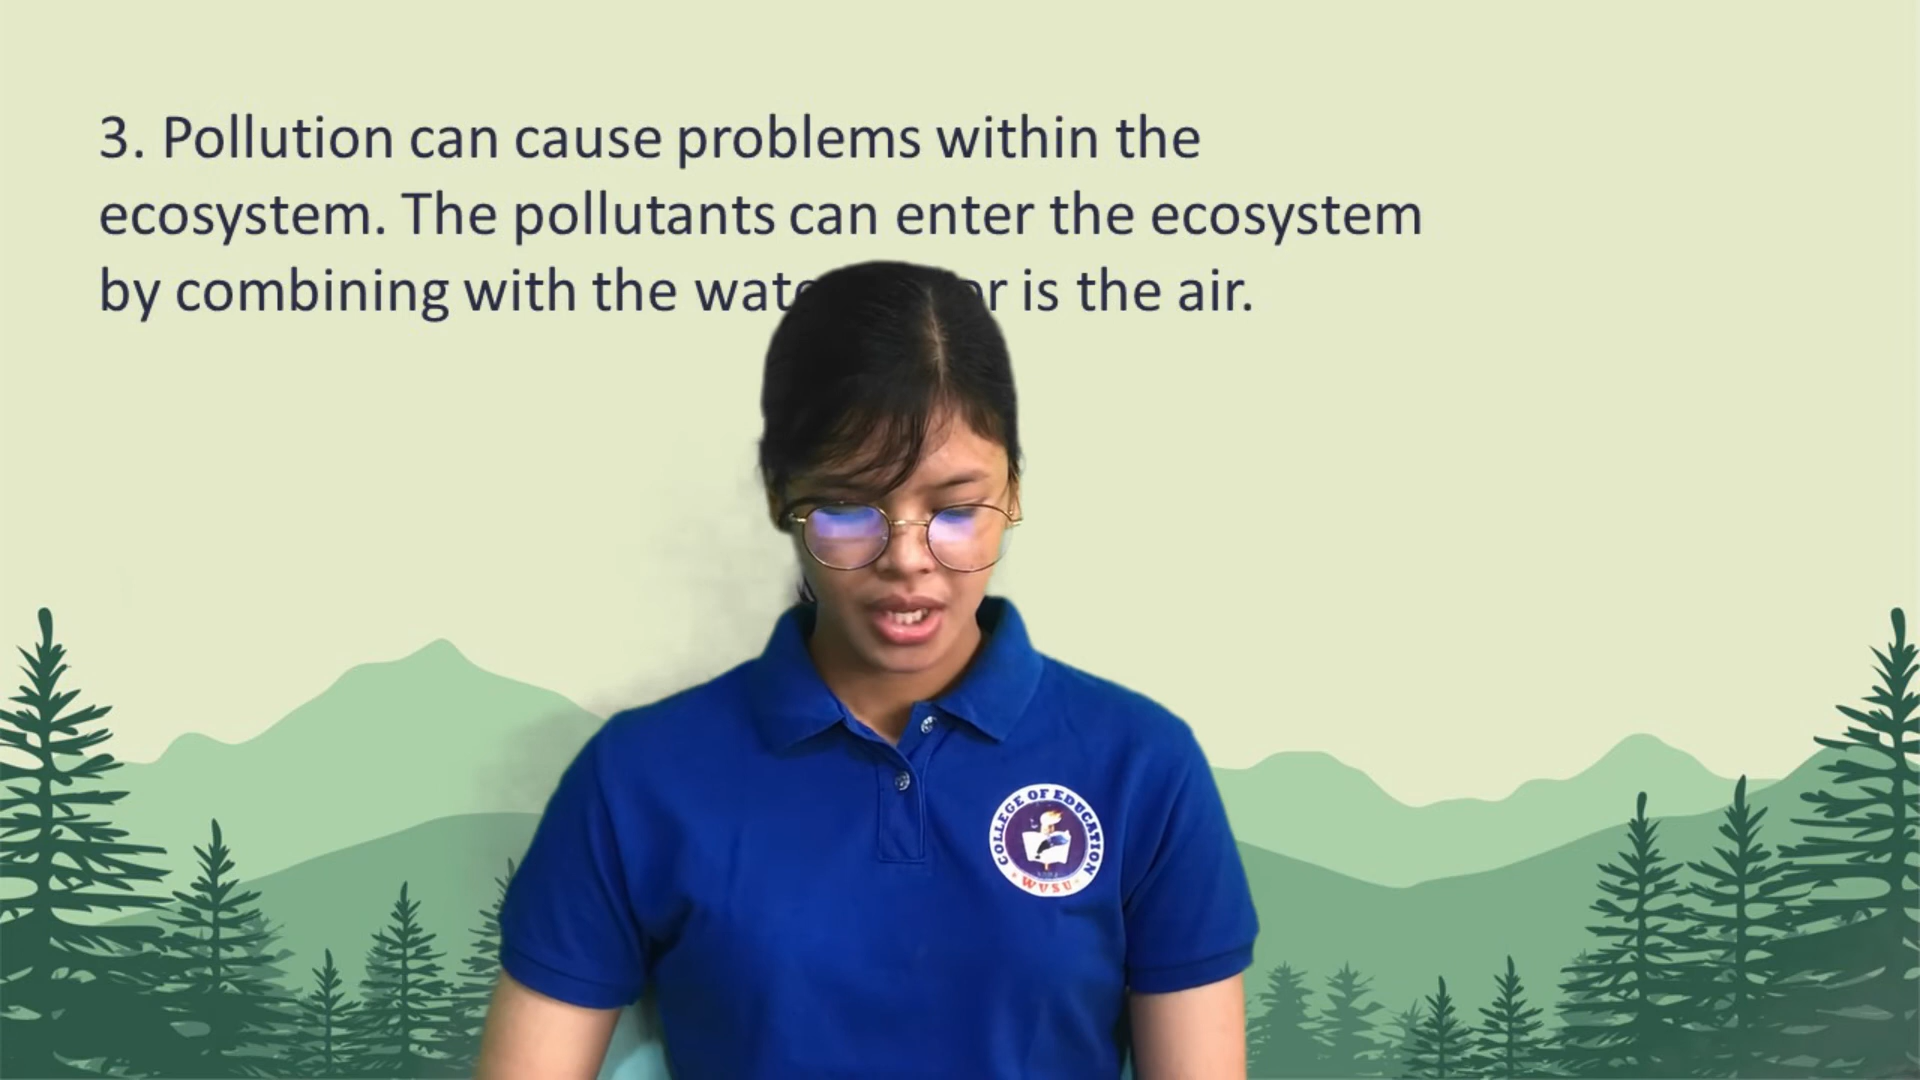 3. Pollution can cause problems within the
ecosystem. The pollutants can enter the ecosystem
by combining with the is the air.
COLLEGE OF EDUCATION
WVSU